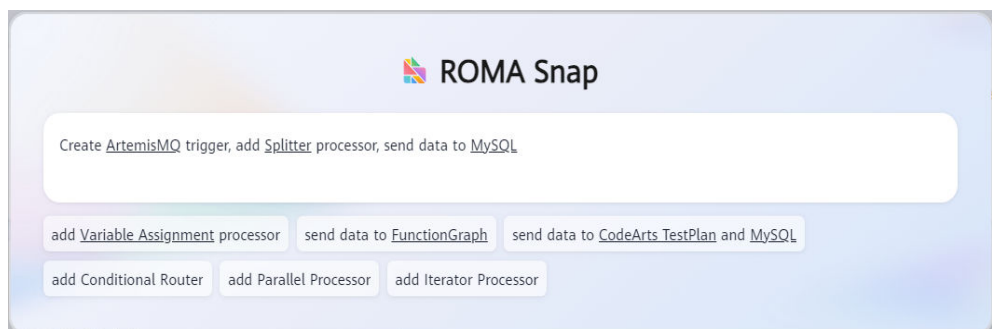 ROMA Snap
Create ArtemisMQ trigger, add Splitter processor, send data to MySQL
add Variable Assignment processor send data to FunctionGraph send data to CodeArts TestPlan and MySQL
add Conditional Router add Parallel Processor add Iterator Processor